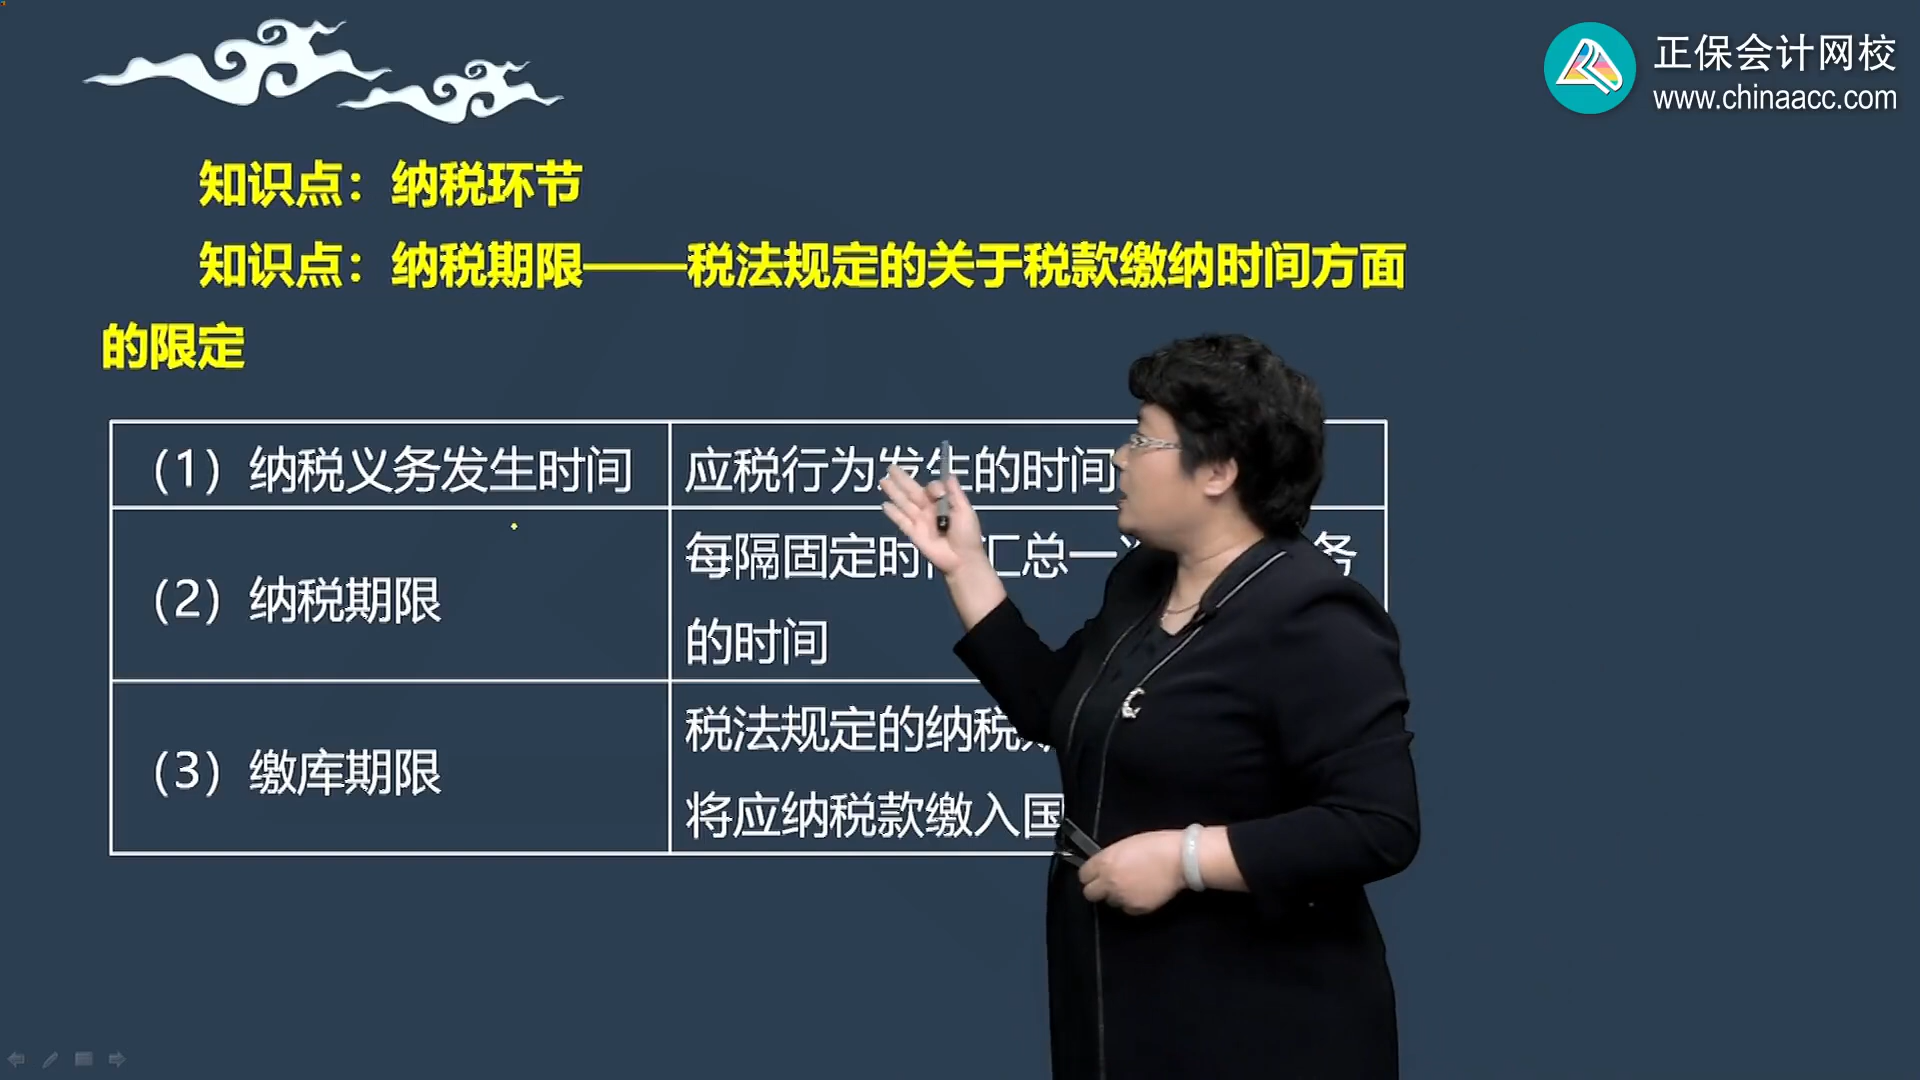 正保会计网校
www.chinaacc.com
知识点：纳税环节
知识点：纳税期限——税法规定的关于税款缴纳时间方面
的限定
（1）纳税义务发生时间
应税行为发生的时间
（2）纳税期限
每隔固定时 汇总一 务
的时间
（3）缴库期限
税法规定的纳税
将应纳税款缴入国